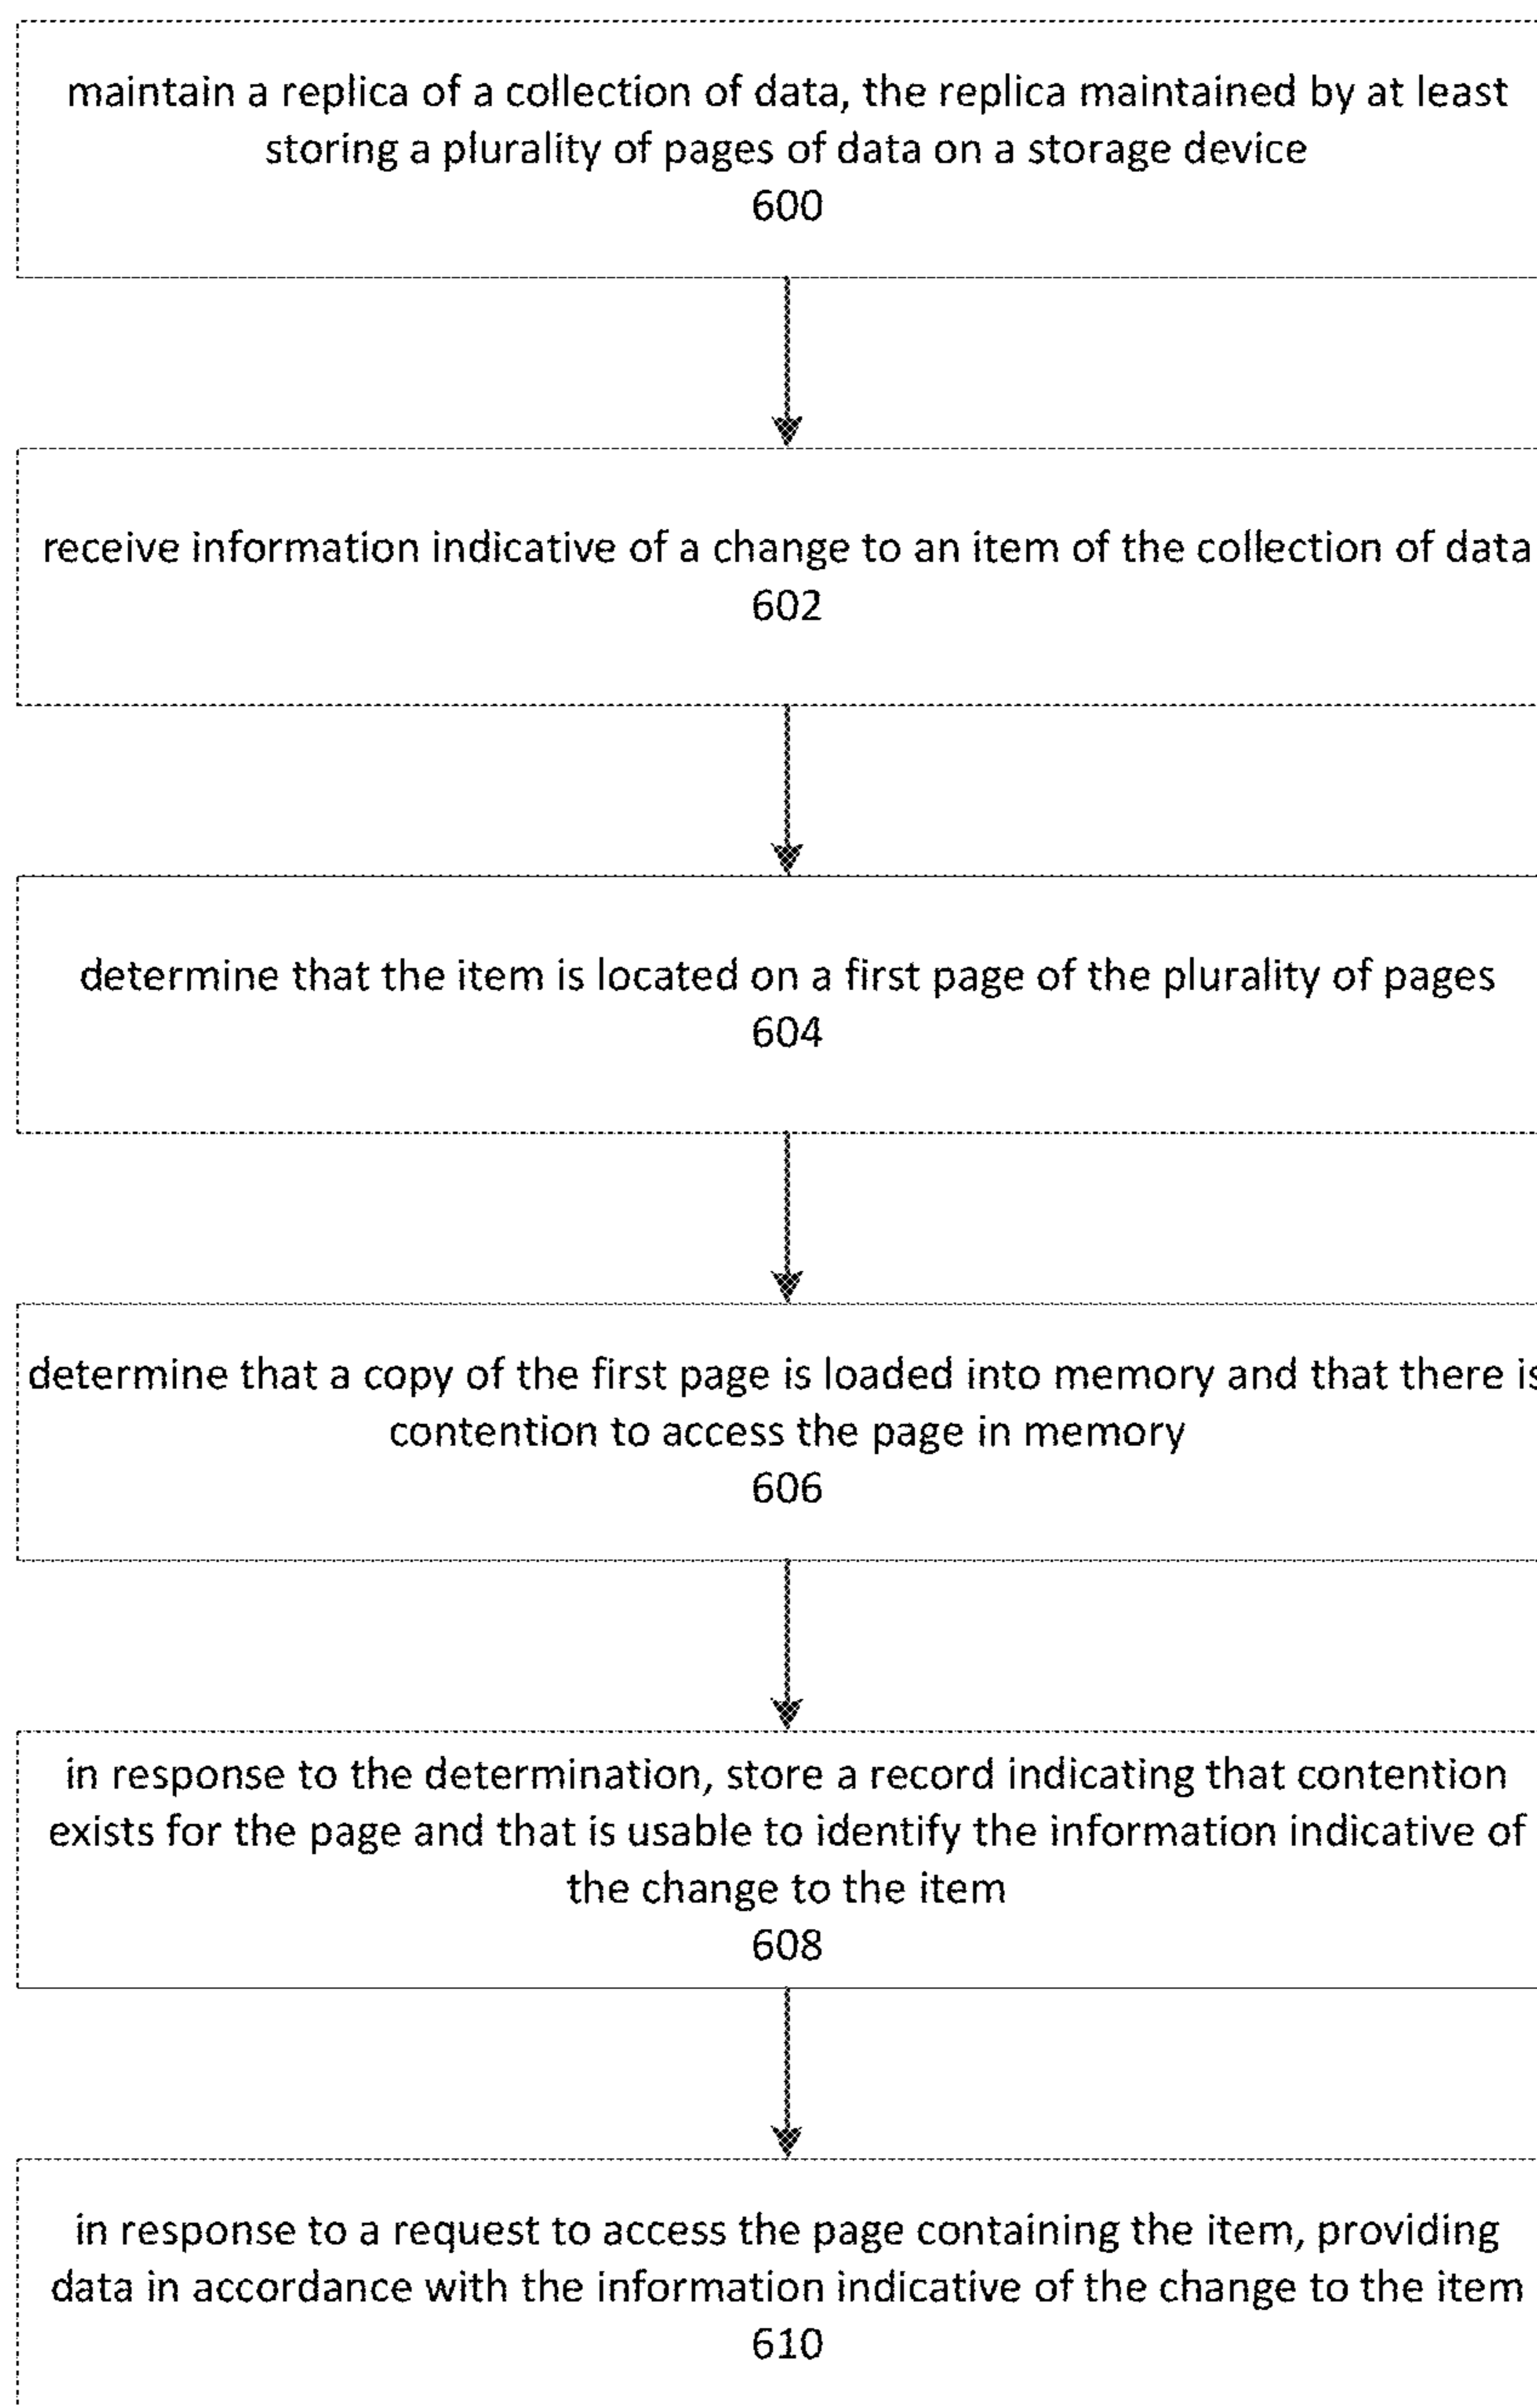 maintain a replica of a collection of data, the replica maintained by at least
storing a plurality of pages of data on a storage device
600
receive information indicative of a change to an item of the collection of data
602
determine that the item is located on a first page of the plurality of pages
604
determine that a copy of the first page is loaded into memory and that there is
contention to access the page in memory
606
in response to the determination, store a record indicating that contention
exists for the page and that is usable to identify the information indicative of
the change to the item
608
in response to a request to access the page containing the item, providing
data in accordance with the information indicative of the change to the item
610